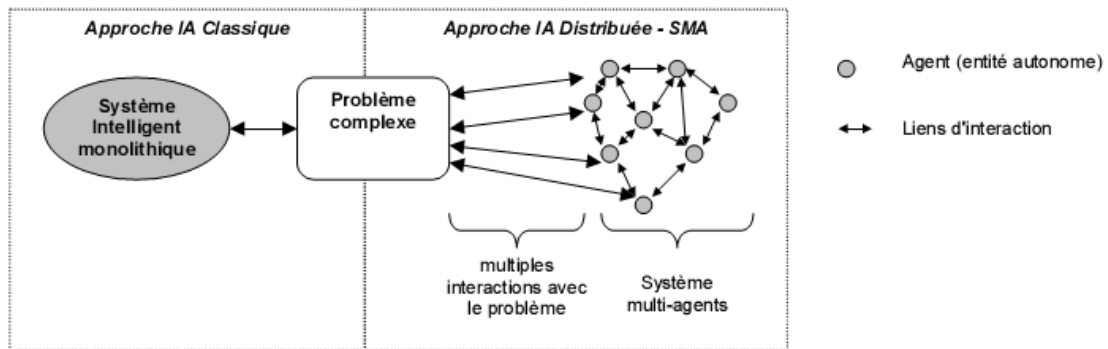 Approche IA Classique
Approche IA Distribuée - SMA
Système
Intelligent
monolithique
Problème
complexe
multiples
interactions avec
le problème
Système
multi-agents
Agent (entité autonome)
Liens d'interaction